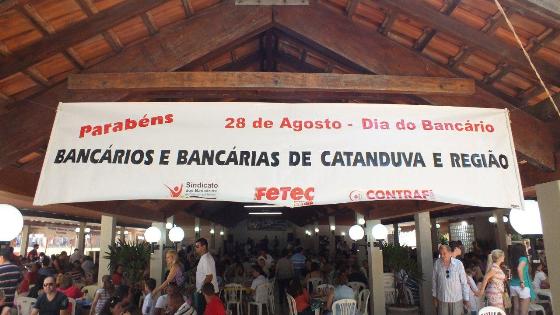 Parabéns
28 de Agosto - Dia do Bancário
BANCÁRIOS E BANCÁRIAS DE CATANDUVA E REGIÃO
Sindicato
FETEC
CONTRAF